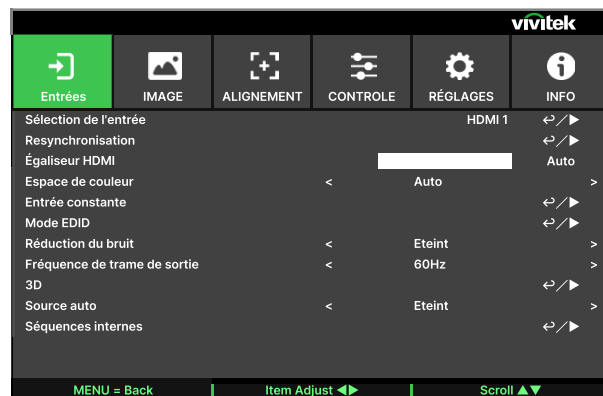 vivitek
Entrées IMAGE ALIGNEMENT CONTROLE RÉGLAGES INFO
Sélection de l'entrée HDMI 1 ↩/▶
Resynchronisation ↩/▶
Égaliseur HDMI Auto
Espace de couleur < Auto >
Entrée constante ↩/▶
Mode EDID ↩/▶
Réduction du bruit < Eteint >
Fréquence de trame de sortie < 60Hz >
3D ↩/▶
Source auto < Eteint >
Séquences internes ↩/▶
MENU = Back Item Adjust ◀▶ Scroll ▲▼